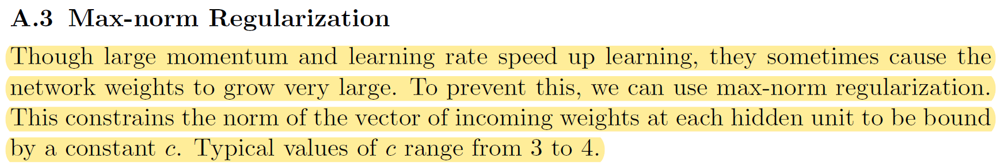 A.3 Max-norm Regularization
Though large momentum and learning rate speed up learning, they sometimes cause the
network weights to grow very large. To prevent this, we can use max-norm regularization.
This constrains the norm of the vector of incoming weights at each hidden unit to be bound
by a constant c. Typical values of c range from 3 to 4.